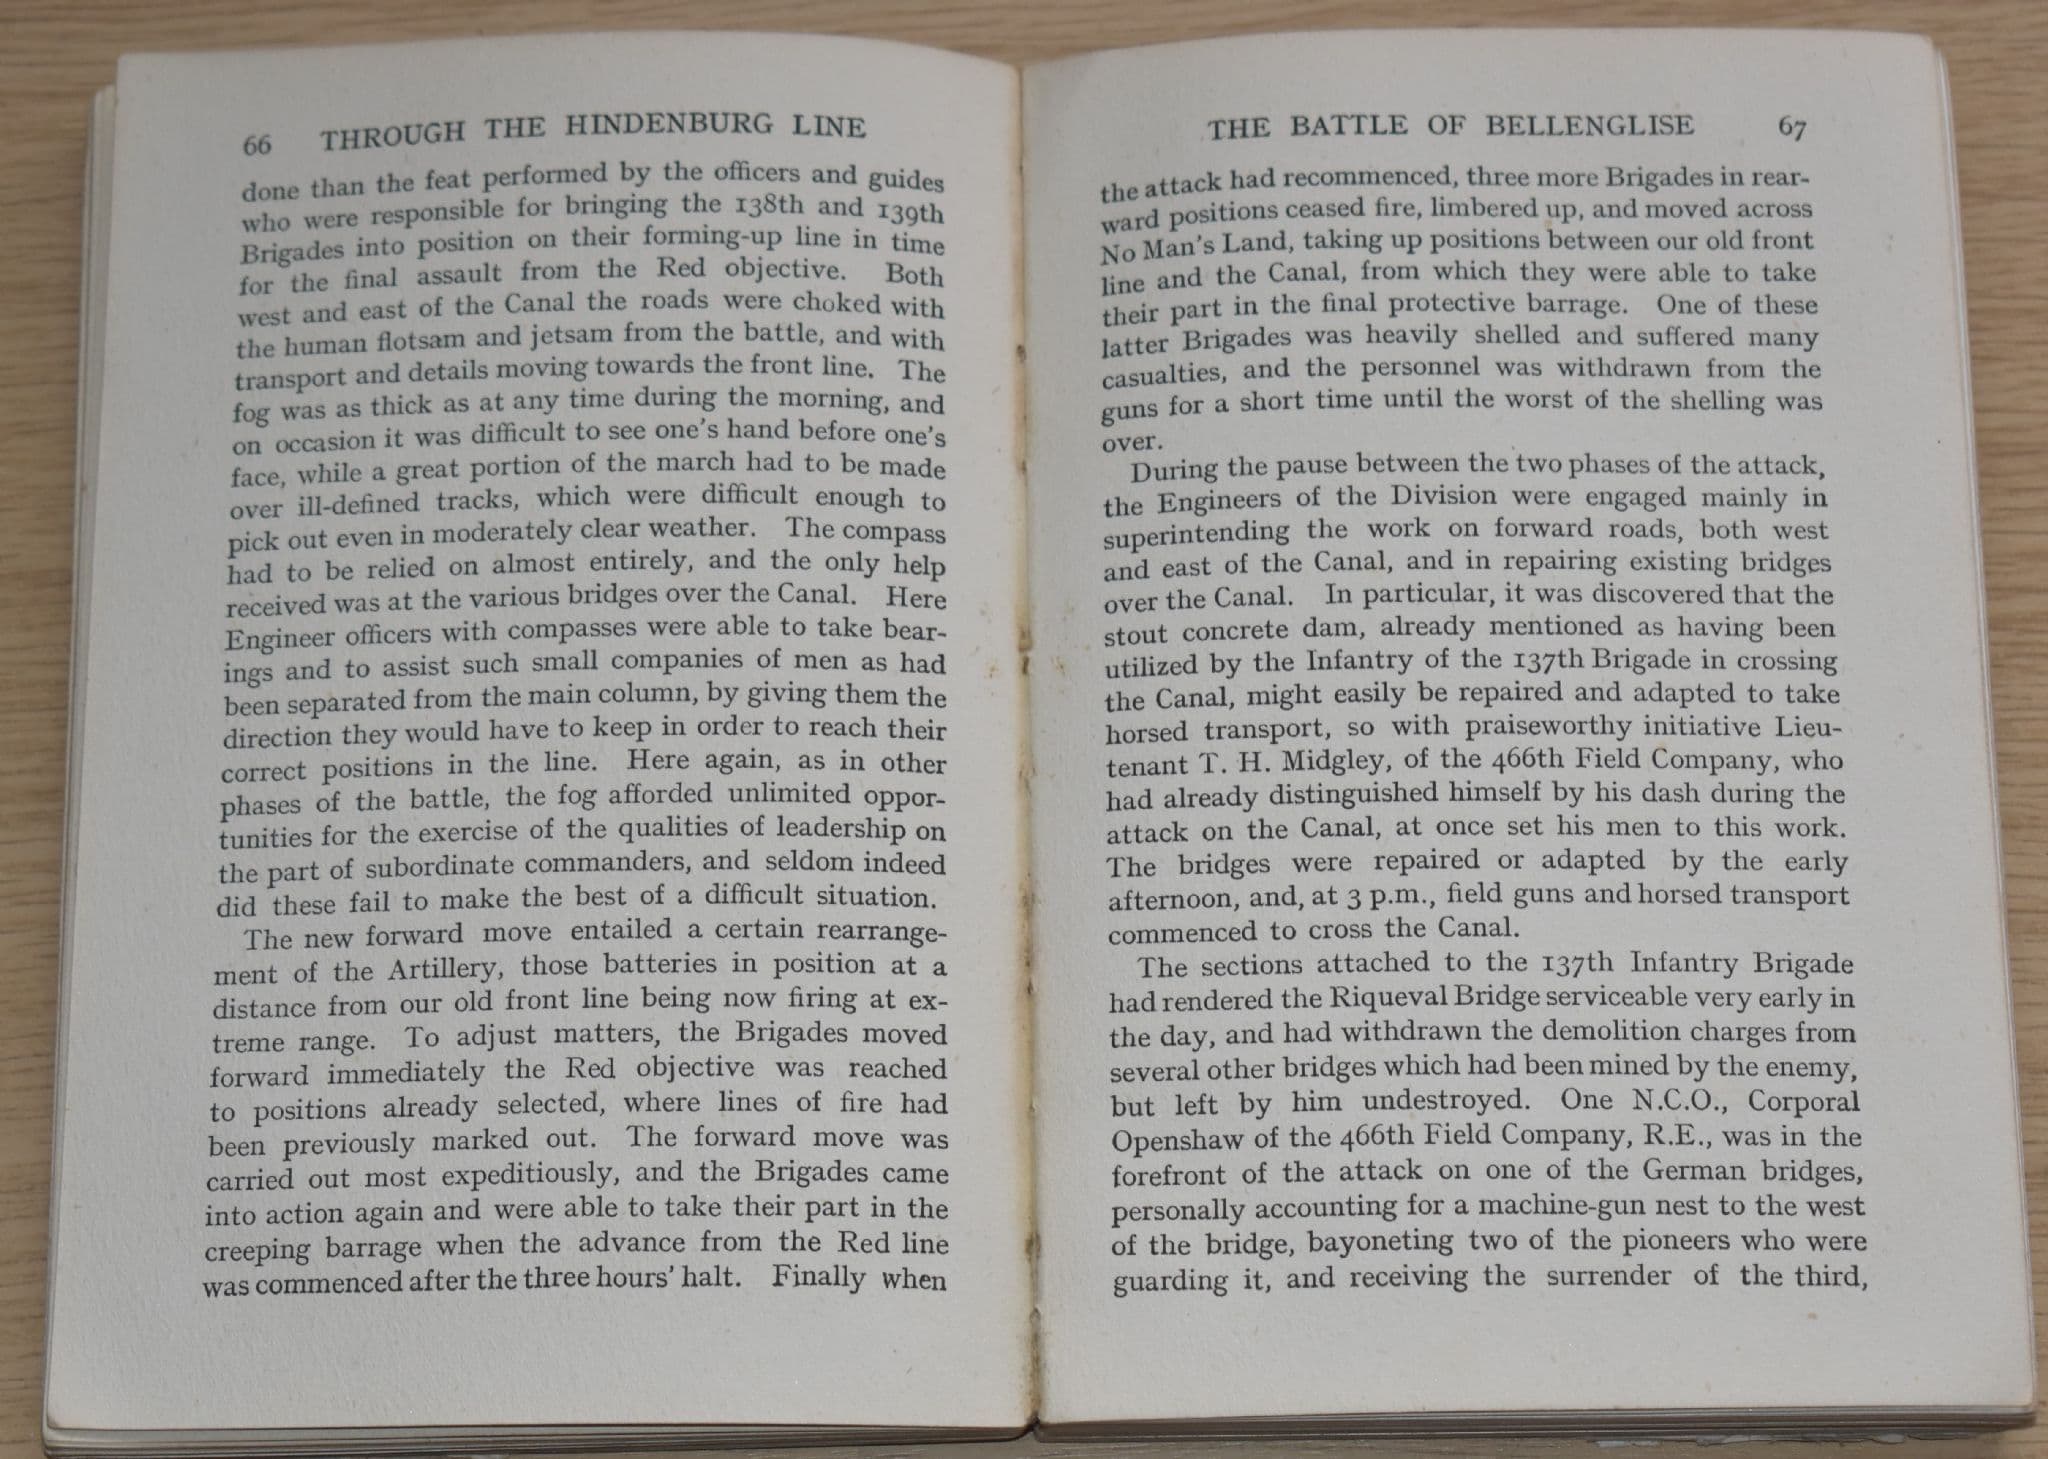 66 THROUGH THE HINDENBURG LINE
done than the feat performed by the officers and guides
who were responsible for bringing the 138th and 139th
Brigades into position on their forming-up line in time
for the final assault from the Red objective. Both
west and east of the Canal the roads were choked with
the human flotsam and jetsam from the battle, and with
transport and details moving towards the front line. The
fog was as thick as at any time during the morning, and
on occasion it was difficult to see one's hand before one's
face, while a great portion of the march had to be made
over ill-defined tracks, which were difficult enough to
pick out even in moderately clear weather. The compass
had to be relied on almost entirely, and the only help
received was at the various bridges over the Canal. Here
Engineer officers with compasses were able to take bear-
ings and to assist such small companies of men as had
been separated from the main column, by giving them the
direction they would have to keep in order to reach their
correct positions in the line. Here again, as in other
phases of the battle, the fog afforded unlimited oppor-
tunities for the exercise of the qualities of leadership on
the part of subordinate commanders, and seldom indeed
did these fail to make the best of a difficult situation.
The new forward move entailed a certain rearrange-
ment of the Artillery, those batteries in position at a
distance from our old front line being now firing at ex-
treme range. To adjust matters, the Brigades moved
forward immediately the Red objective was reached
to positions already selected, where lines of fire had
been previously marked out. The forward move was
carried out most expeditiously, and the Brigades came
into action again and were able to take their part in the
creeping barrage when the advance from the Red line
was commenced after the three hours' halt. Finally when
THE BATTLE OF BELLENGLISE 67
the attack had recommenced, three more Brigades in rear-
ward positions ceased fire, limbered up, and moved across
No Man's Land, taking up positions between our old front
line and the Canal, from which they were able to take
their part in the final protective barrage. One of these
latter Brigades was heavily shelled and suffered many
casualties, and the personnel was withdrawn from the
guns for a short time until the worst of the shelling was
over.
During the pause between the two phases of the attack,
the Engineers of the Division were engaged mainly in
superintending the work on forward roads, both west
and east of the Canal, and in repairing existing bridges
over the Canal. In particular, it was discovered that the
stout concrete dam, already mentioned as having been
utilized by the Infantry of the 137th Brigade in crossing
the Canal, might easily be repaired and adapted to take
horsed transport, so with praiseworthy initiative Lieu-
tenant T. H. Midgley, of the 466th Field Company, who
had already distinguished himself by his dash during the
attack on the Canal, at once set his men to this work.
The bridges were repaired or adapted by the early
afternoon, and, at 3 p.m., field guns and horsed transport
commenced to cross the Canal.
The sections attached to the 137th Infantry Brigade
had rendered the Riqueval Bridge serviceable very early in
the day, and had withdrawn the demolition charges from
several other bridges which had been mined by the enemy,
but left by him undestroyed. One N.C.O., Corporal
Openshaw of the 466th Field Company, R.E., was in the
forefront of the attack on one of the German bridges,
personally accounting for a machine-gun nest to the west
of the bridge, bayoneting two of the pioneers who were
guarding it, and receiving the surrender of the third,